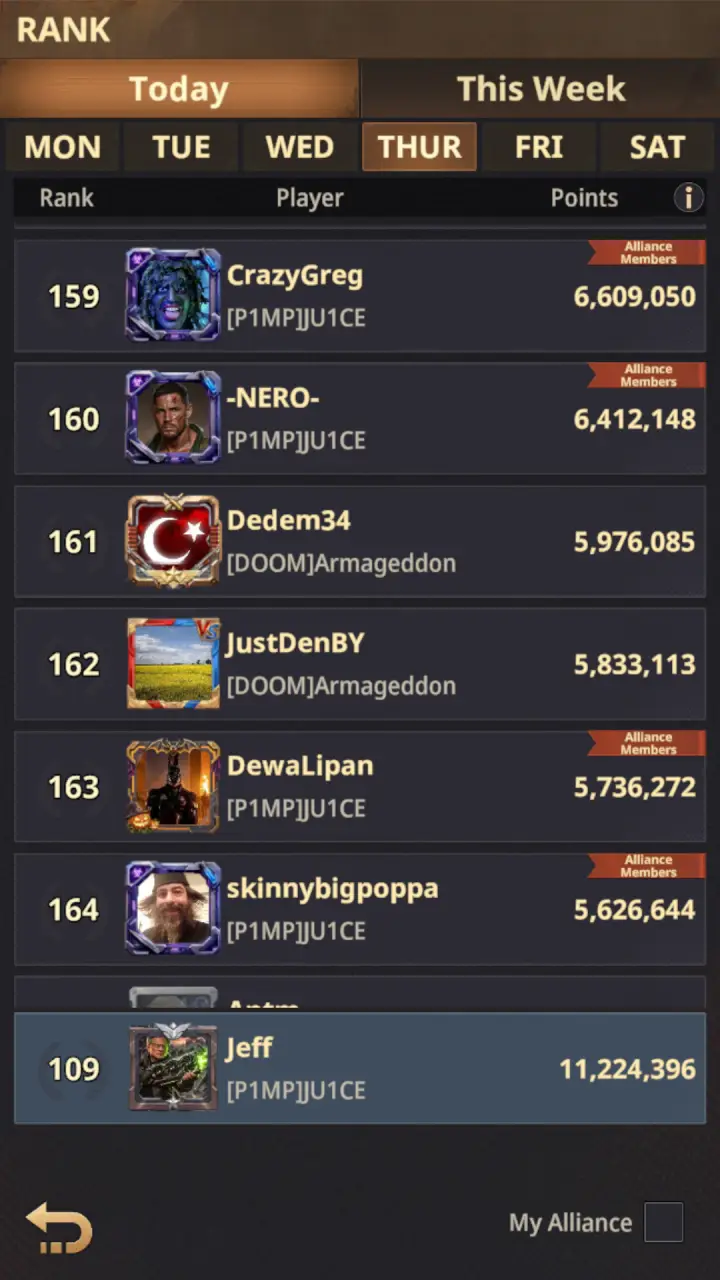 RANK
Today
This Week
MON TUE WED THUR FRI SAT
Rank Player Points
Alliance
Members
159
CrazyGreg
[P1MP]JU1CE
6,609,050
Alliance
Members
160
-NERO-
[P1MP]JU1CE
6,412,148
161
Dedem34
[DOOM]Armageddon
5,976,085
162
VS
JustDenBY
[DOOM]Armageddon
5,833,113
Alliance
Members
163
DewaLipan
[P1MP]JU1CE
5,736,272
Alliance
Members
164
skinnybigpoppa
[P1MP]JU1CE
5,626,644
109
Jeff
[P1MP]JU1CE
11,224,396
My Alliance